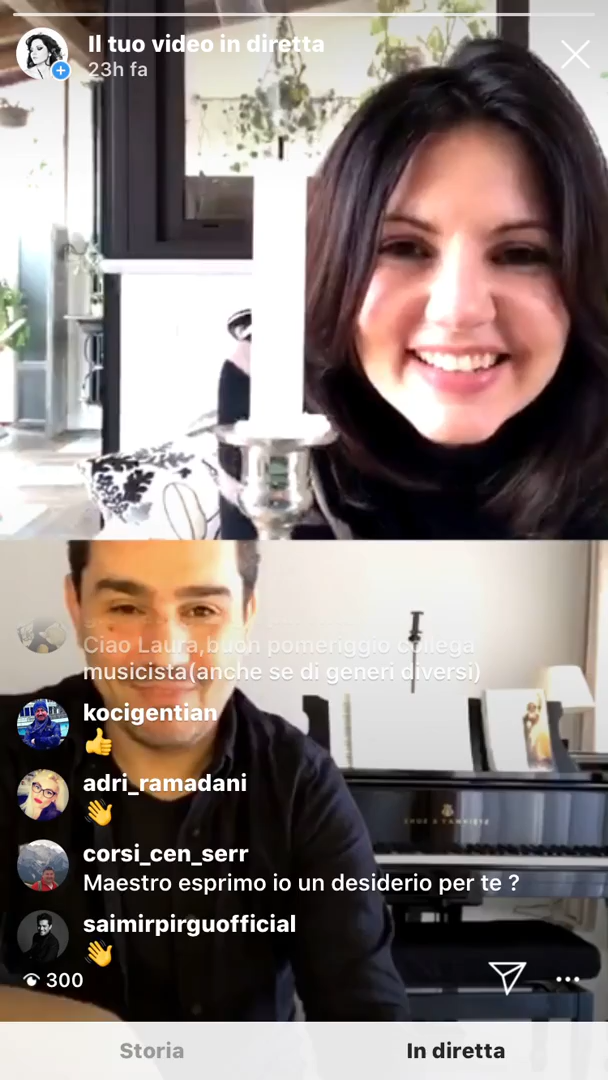 Il tuo video in diretta
23h fa
Ciao Laura,buon pomeriggio collega
musicista(anche se di generi diversi)
kocigentian
👍
adri_ramadani
👋
corsi_cen_serr
Maestro esprimo io un desiderio per te ?
saimirpirguofficial
👋
300
Storia
In diretta